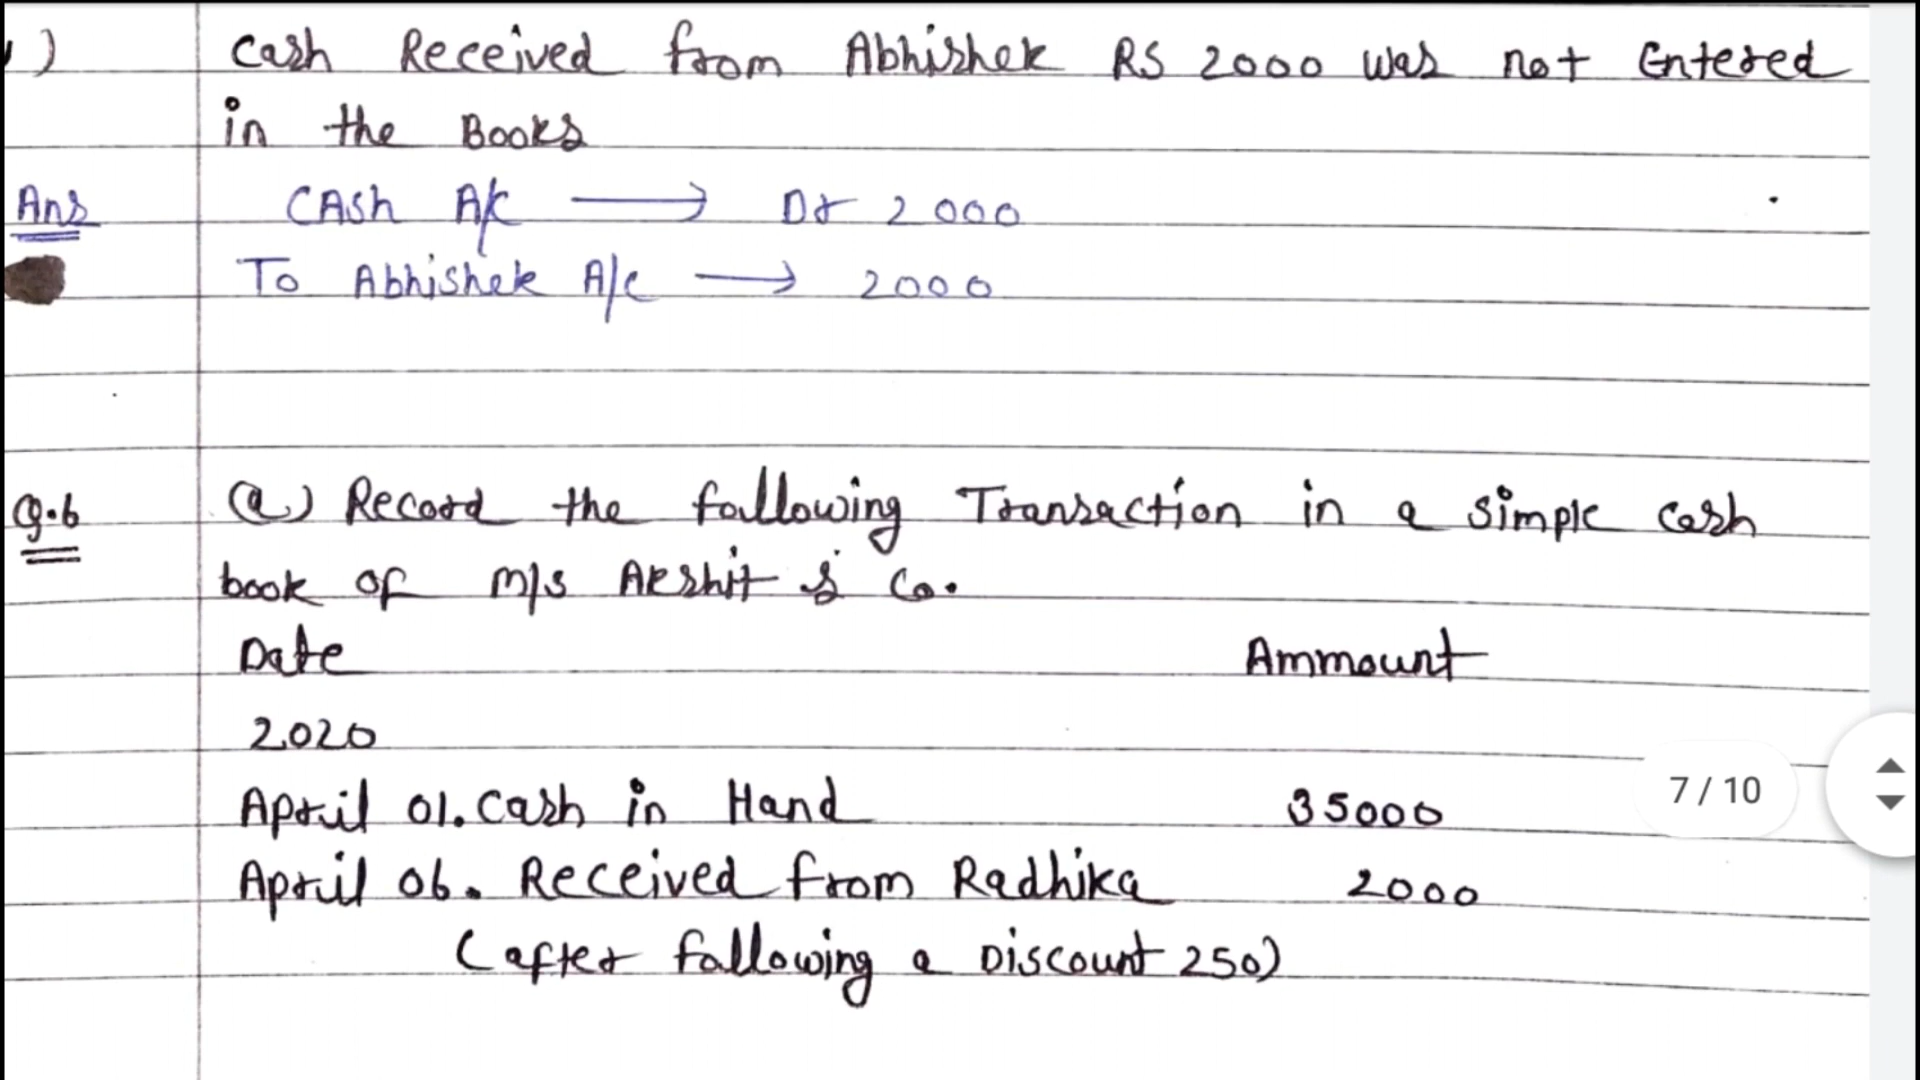 ) Cash Received from Abhishek RS 2000 was not Entered
in the Books
Ans CASh A/c → Dr 2000
To Abhishek A/c → 2000
Q.6 (a) Record the following Transaction in a simple cash
book of M/s Akshit & Co.
Date Ammount
2020
April 01. Cash in Hand 35000
7/10
April 06. Received from Radhika 2000
(after following a Discount 250)